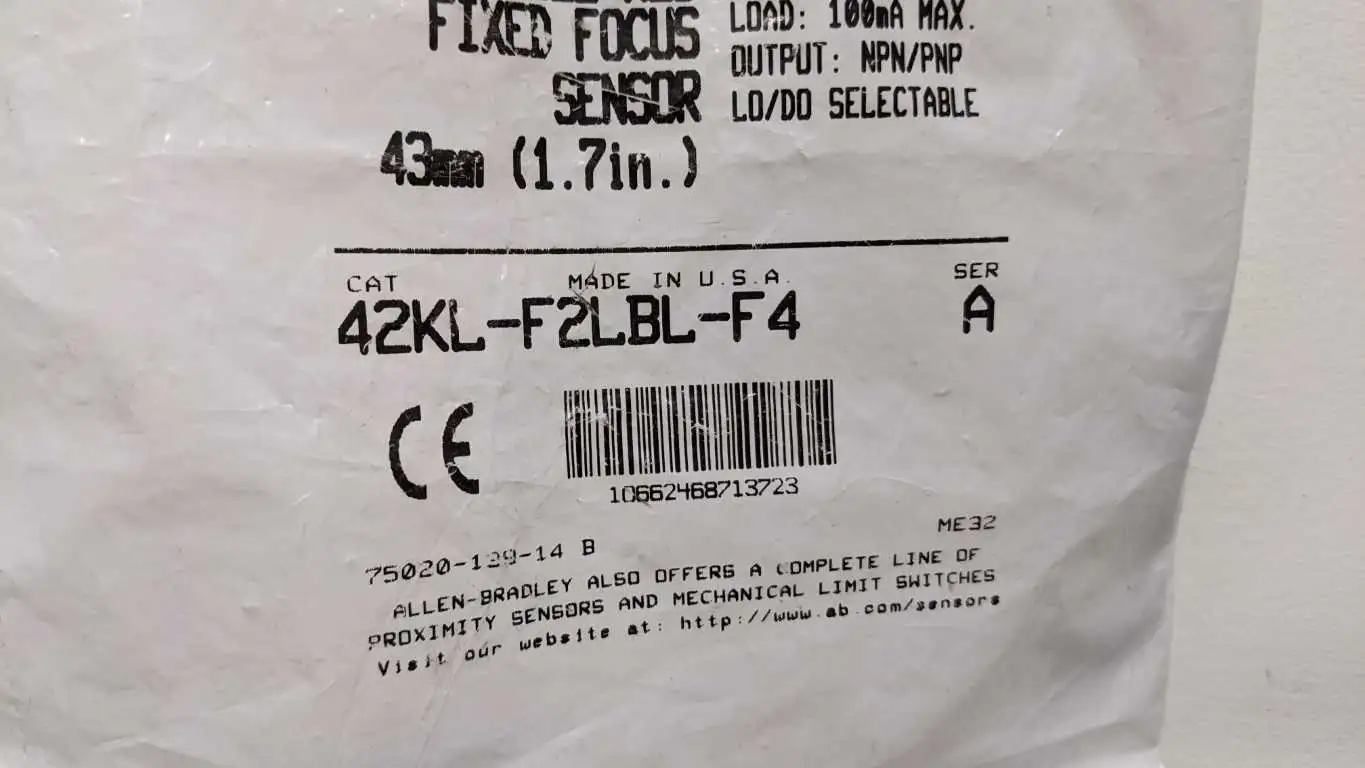 FIXED FOCUS
SENSOR
43mm (1.7in.)
LOAD: 100mA MAX.
OUTPUT: NPN/PNP
LO/DO SELECTABLE
CAT MADE IN U.S.A. SER
42KL-F2LBL-F4 A
CE
10662468713723
ME32
75020-129-14 B
ALLEN-BRADLEY ALSO OFFERS A COMPLETE LINE OF
PROXIMITY SENSORS AND MECHANICAL LIMIT SWITCHES
Visit our website at: http://www.ab.com/sensors